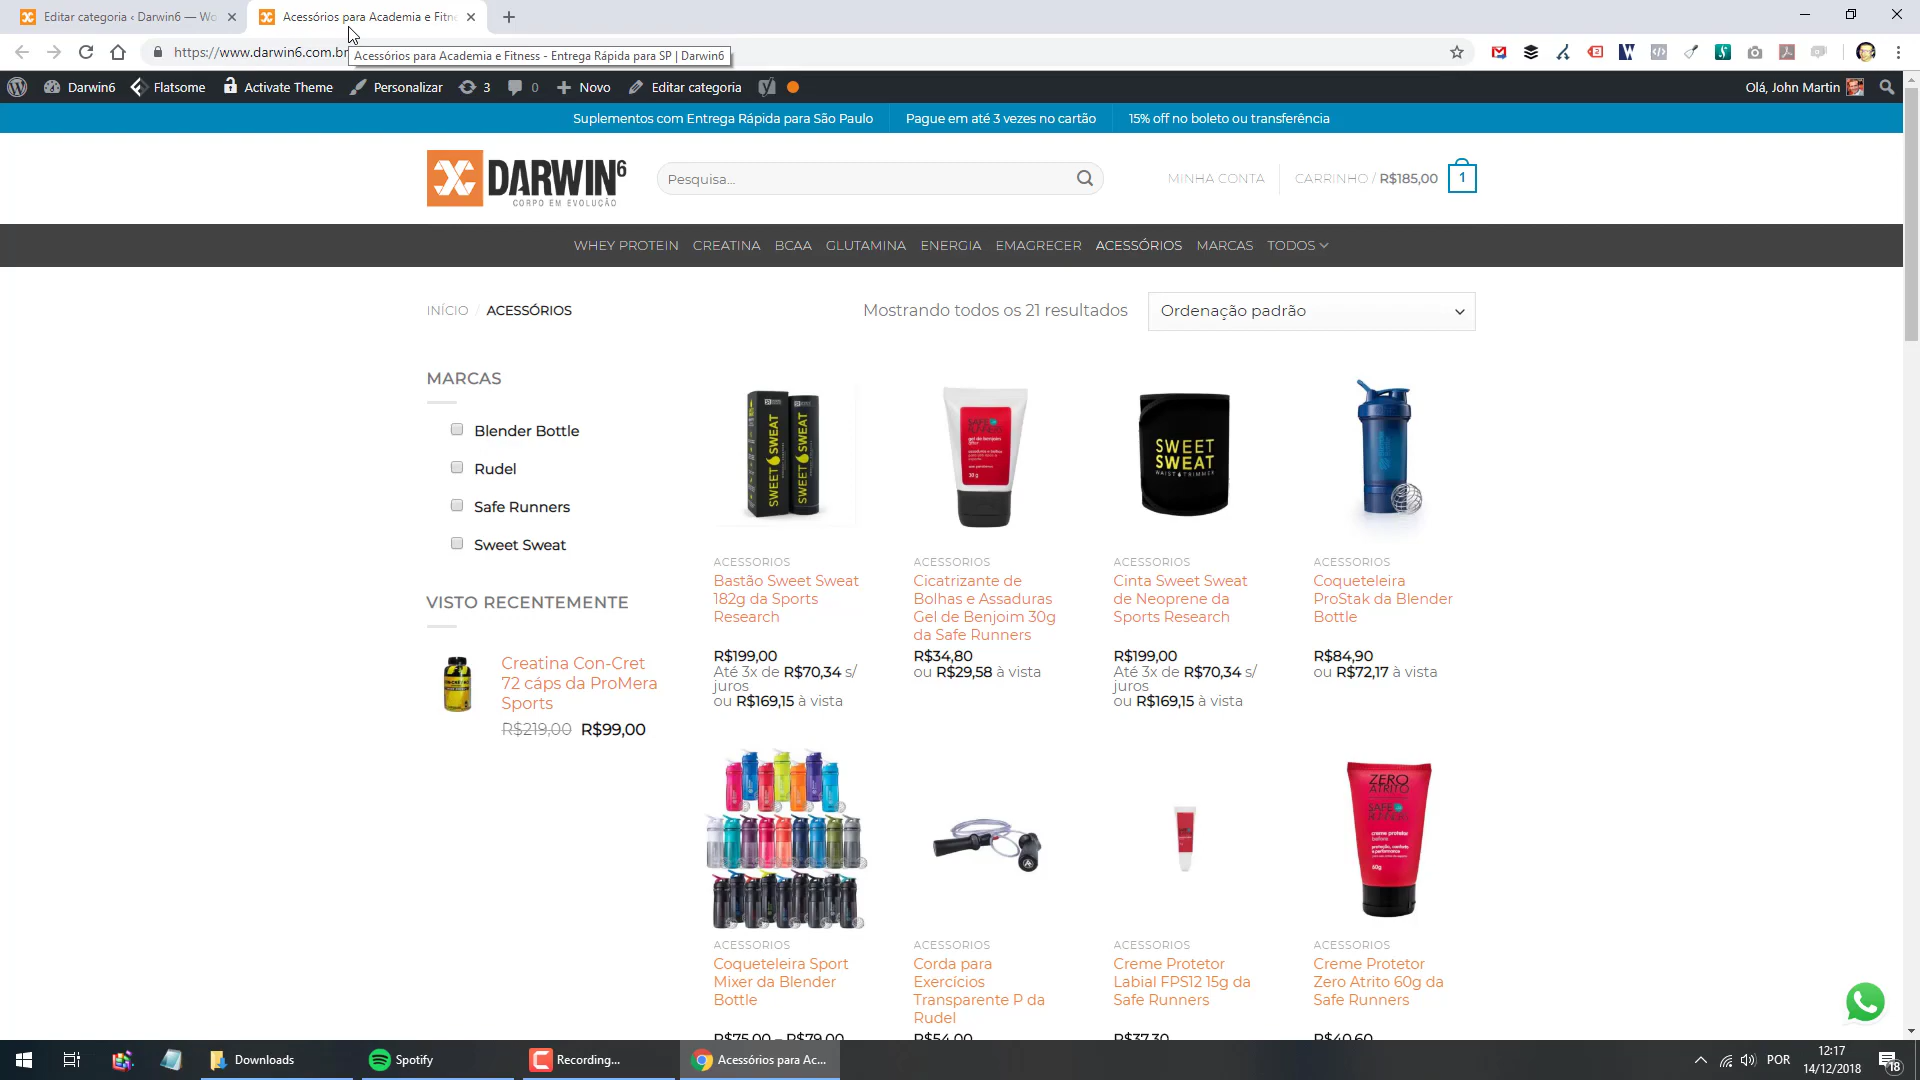 Editar categoria ‹ Darwin6 — Wo
Acessórios para Academia e Fitne
https://www.darwin6.com.br
Acessórios para Academia e Fitness - Entrega Rápida para SP | Darwin6
Darwin6
Flatsome
Activate Theme
Personalizar
3
0
Novo
Editar categoria
Olá, John Martin
Suplementos com Entrega Rápida para São Paulo
Pague em até 3 vezes no cartão
15% off no boleto ou transferência
DARWIN6
CORPO EM EVOLUÇÃO
Pesquisa...
MINHA CONTA
CARRINHO / R$185,00
1
WHEY PROTEIN
CREATINA
BCAA
GLUTAMINA
ENERGIA
EMAGRECER
ACESSÓRIOS
MARCAS
TODOS
INÍCIO / ACESSÓRIOS
Mostrando todos os 21 resultados
Ordenação padrão
MARCAS
Blender Bottle
Rudel
Safe Runners
Sweet Sweat
VISTO RECENTEMENTE
Creatina Con-Cret
72 cáps da ProMera
Sports
R$219,00 R$99,00
SWEET SWEAT
SWEET SWEAT
ACESSORIOS
Bastão Sweet Sweat
182g da Sports
Research
R$199,00
Até 3x de R$70,34 s/
juros
ou R$169,15 à vista
gel de benjoim
30 g
ACESSORIOS
Cicatrizante de
Bolhas e Assaduras
Gel de Benjoim 30g
da Safe Runners
R$34,80
ou R$29,58 à vista
SWEET
SWEAT
WAIST TRIMMER
ACESSORIOS
Cinta Sweet Sweat
de Neoprene da
Sports Research
R$199,00
Até 3x de R$70,34 s/
juros
ou R$169,15 à vista
ACESSORIOS
Coqueteleira
ProStak da Blender
Bottle
R$84,90
ou R$72,17 à vista
ACESSORIOS
Coqueteleira Sport
Mixer da Blender
Bottle
R$75,00 – R$79,00
ACESSORIOS
Corda para
Exercícios
Transparente P da
Rudel
R$54,00
ACESSORIOS
Creme Protetor
Labial FPS12 15g da
Safe Runners
R$37,30
ZERO
ATRITO
SAFE
RUNNERS
creme protetor
60g
ACESSORIOS
Creme Protetor
Zero Atrito 60g da
Safe Runners
R$40,60
Downloads
Spotify
Recording...
Acessórios para Ac...
POR
12:17
14/12/2018
18